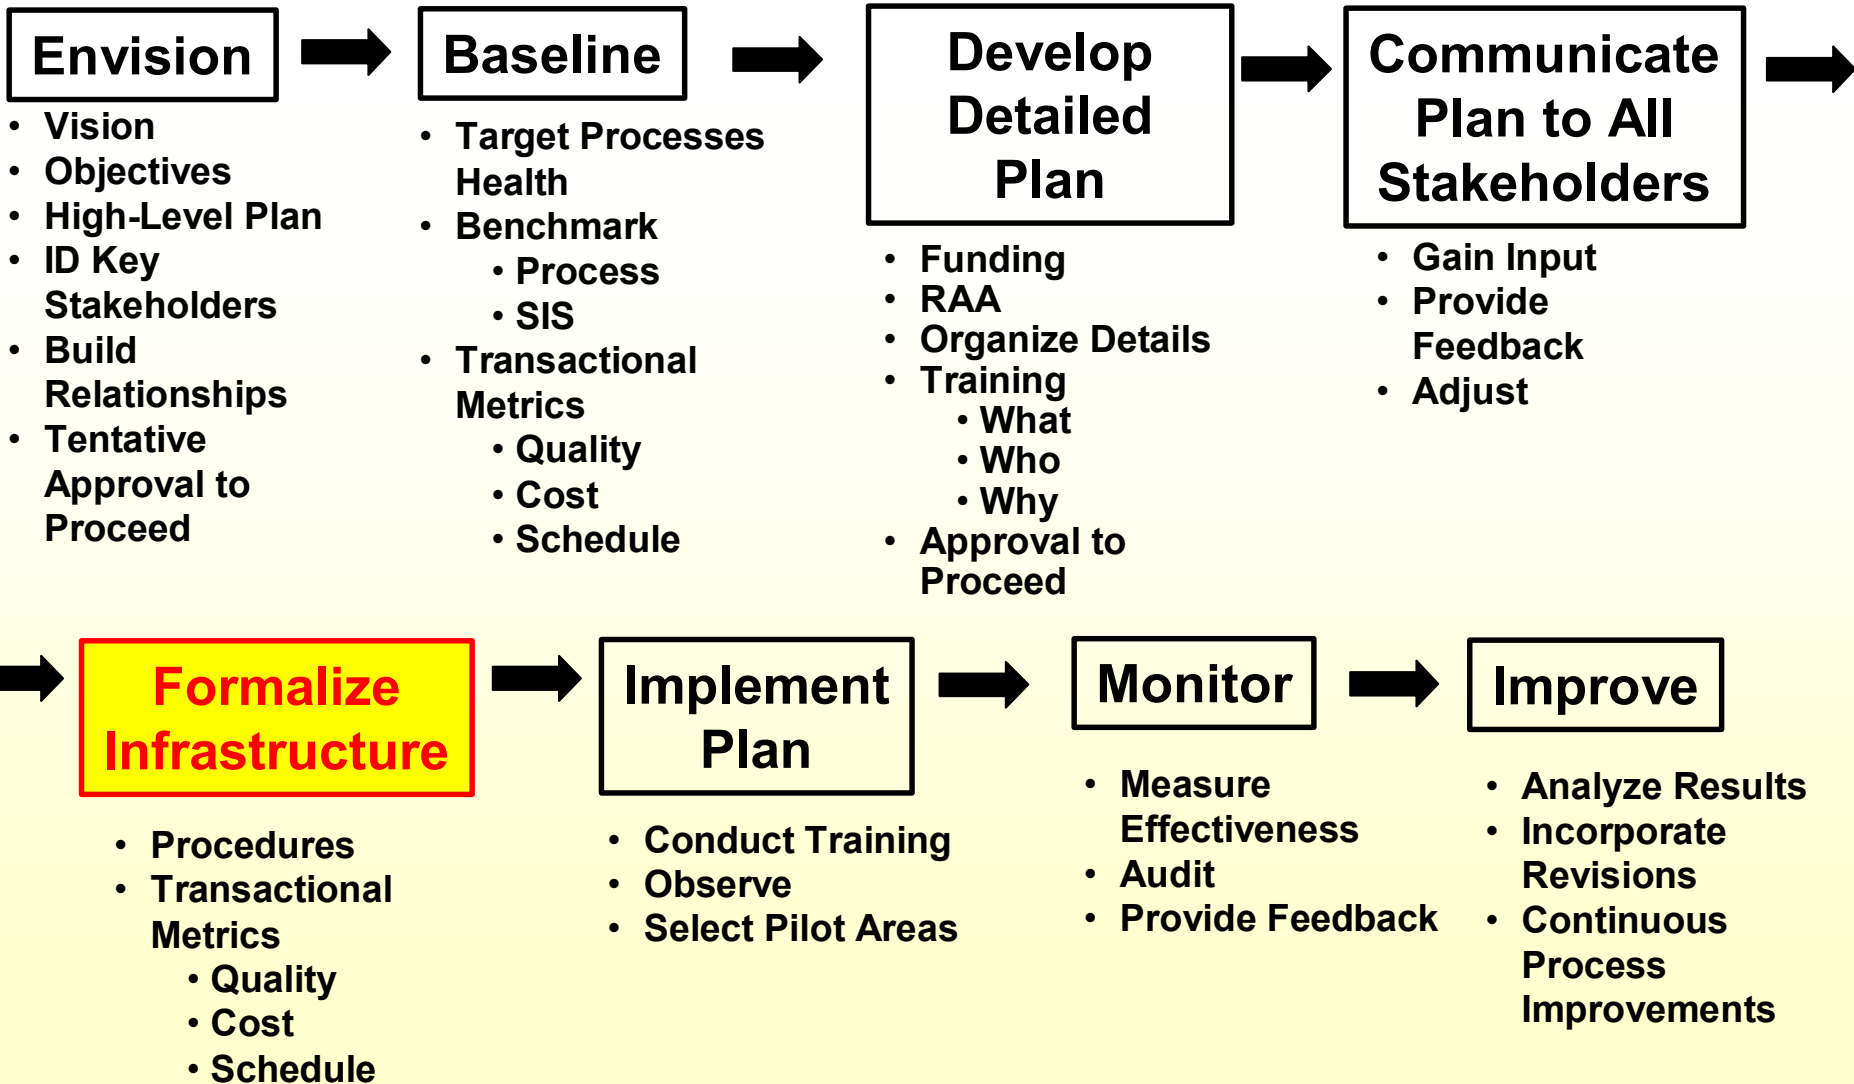 Envision
• Vision
• Objectives
• High-Level Plan
• ID Key
Stakeholders
• Build
Relationships
• Tentative
Approval to
Proceed
Baseline
• Target Processes
Health
• Benchmark
• Process
• SIS
• Transactional
Metrics
• Quality
• Cost
• Schedule
Develop
Detailed
Plan
• Funding
• RAA
• Organize Details
• Training
• What
• Who
• Why
• Approval to
Proceed
Communicate
Plan to All
Stakeholders
• Gain Input
• Provide
Feedback
• Adjust
Formalize
Infrastructure
• Procedures
• Transactional
Metrics
• Quality
• Cost
• Schedule
Implement
Plan
• Conduct Training
• Observe
• Select Pilot Areas
Monitor
• Measure
Effectiveness
• Audit
• Provide Feedback
Improve
• Analyze Results
• Incorporate
Revisions
• Continuous
Process
Improvements